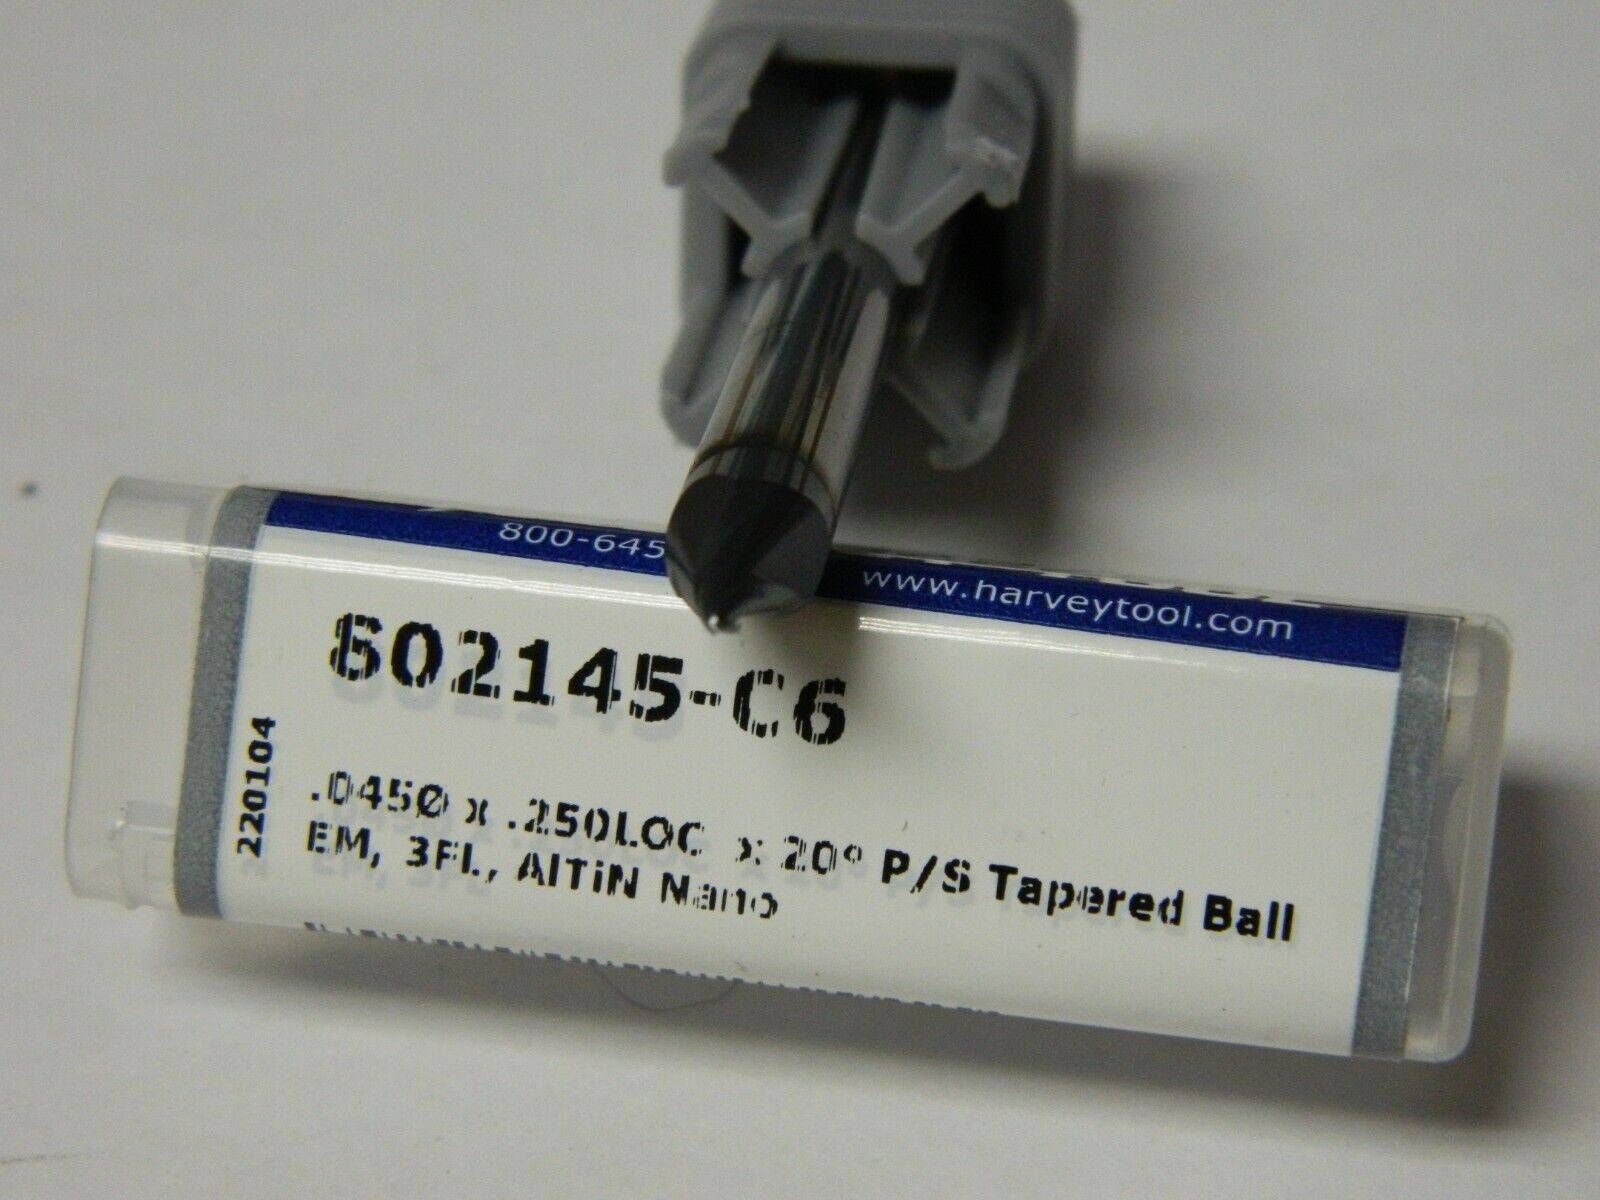 800-645
www.harveytool.com
602145-C6
220104
.045Ø x .250LOC x 20° P/S Tapered Ball
EM, 3FL, AlTiN Nano